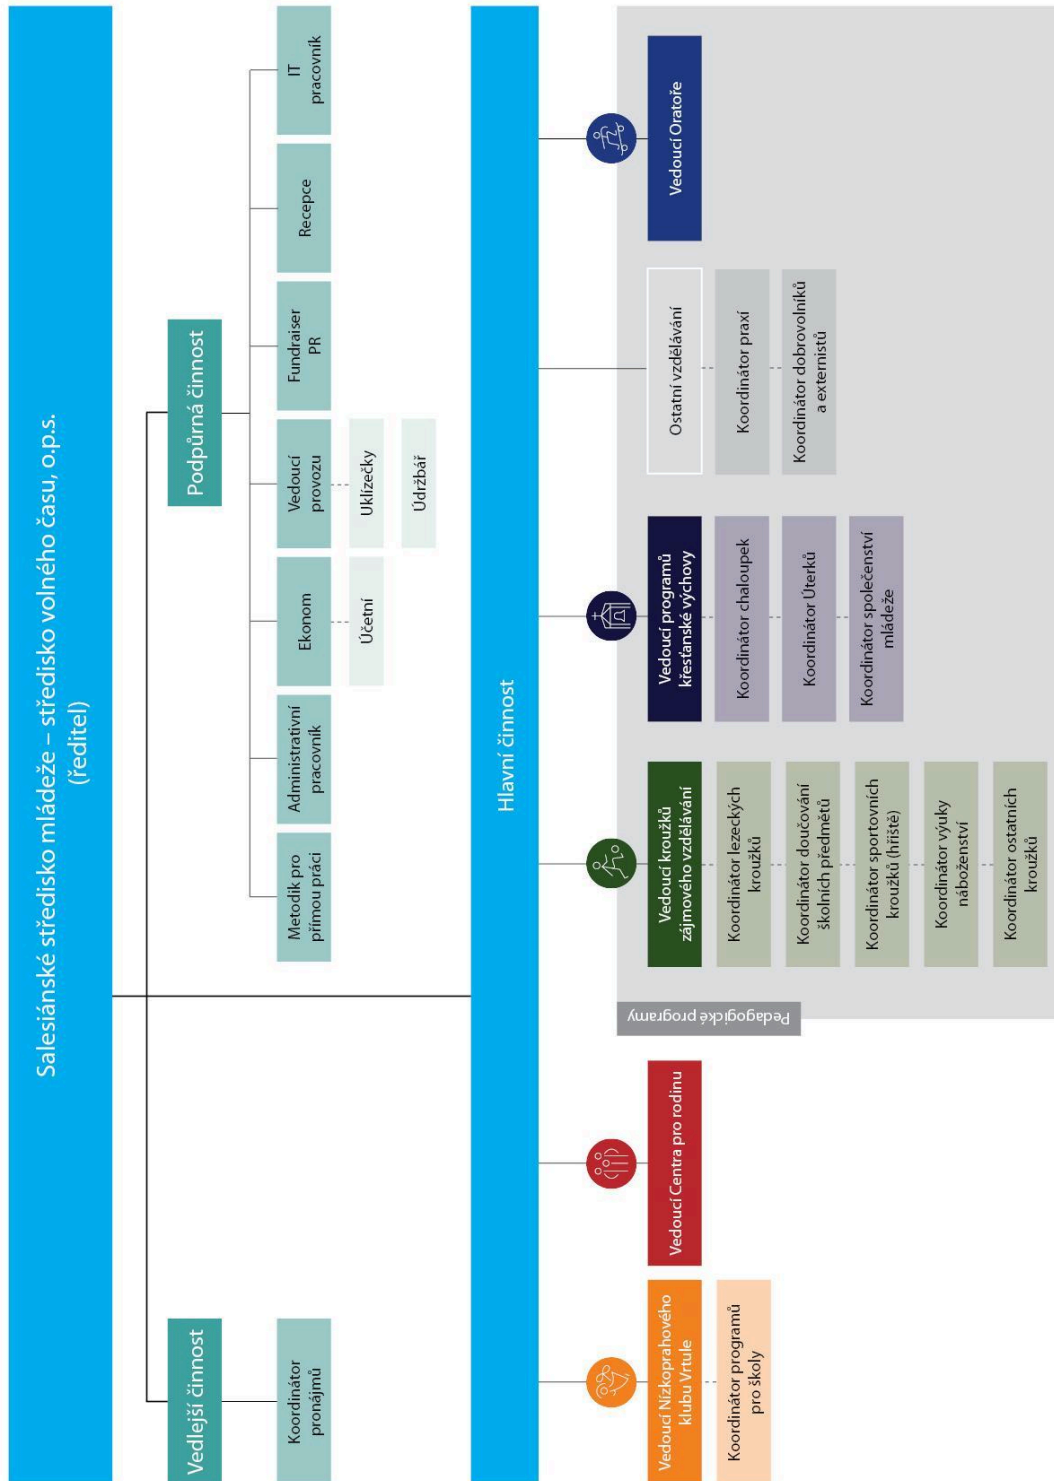 Salesiánské středisko mládeže – středisko volného času, o.p.s.
(ředitel)
Vedlejší činnost
Koordinátor
pronájmů
Podpůrná činnost
Metodik pro
přímou práci
Administrativní
pracovník
Ekonom
Účetní
Vedoucí
provozu
Uklízečky
Údržbář
Fundraiser
PR
Recepce
IT
pracovník
Hlavní činnost
Vedoucí Nízkoprahového
klubu Vrtule
Koordinátor programů
pro školy
Vedoucí Centra pro rodinu
Pedagogické programy
Vedoucí kroužků
zájmového vzdělávání
Koordinátor lezeckých
kroužků
Koordinátor doučování
školních předmětů
Koordinátor sportovních
kroužků (hřiště)
Koordinátor výuky
náboženství
Koordinátor ostatních
kroužků
Vedoucí programů
křesťanské výchovy
Koordinátor chaloupek
Koordinátor Úterků
Koordinátor společenství
mládeže
Ostatní vzdělávání
Koordinátor praxí
Koordinátor dobrovolníků
a externistů
Vedoucí Oratoře